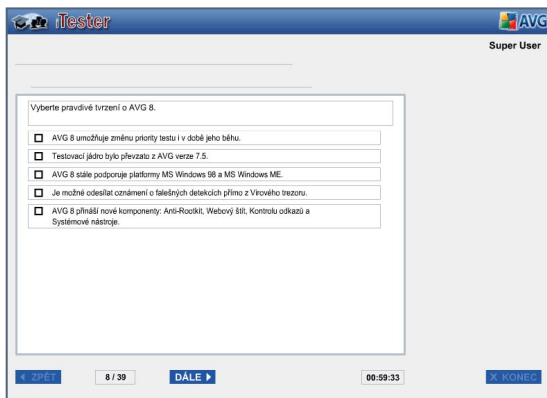 iTester
AVG
Super User
Vyberte pravdivé tvrzení o AVG 8.
AVG 8 umožňuje změnu priority testu i v době jeho běhu.
Testovací jádro bylo převzato z AVG verze 7.5.
AVG 8 stále podporuje platformy MS Windows 98 a MS Windows ME.
Je možné odesílat oznámení o falešných detekcích přímo z Virového trezoru.
AVG 8 přináší nové komponenty: Anti-Rootkit, Webový štít, Kontrolu odkazů a
Systémové nástroje.
ZPĚT
8 / 39
DÁLE
00:59:33
X KONEC